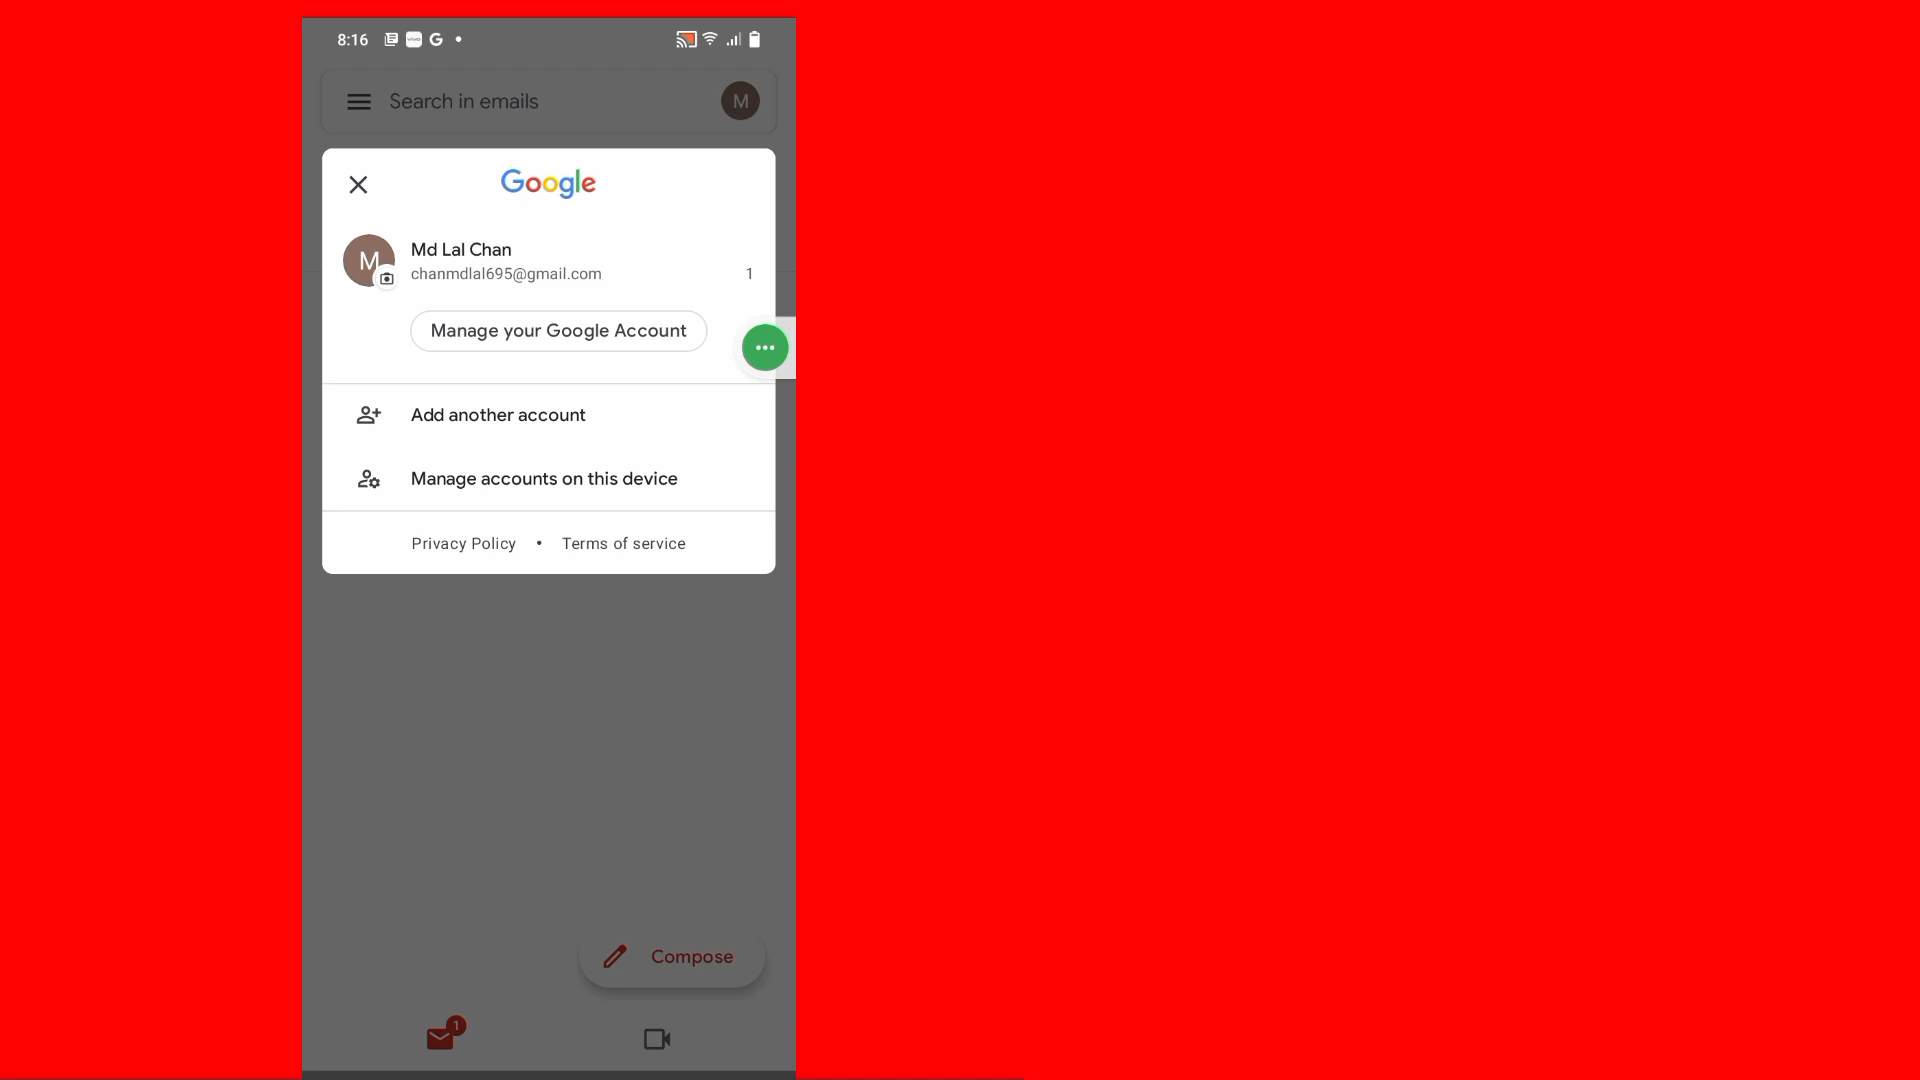 8:16
Search in emails
M
Google
M
Md Lal Chan
chanmdlal695@gmail.com
1
Manage your Google Account
Add another account
Manage accounts on this device
Privacy Policy • Terms of service
Compose
1